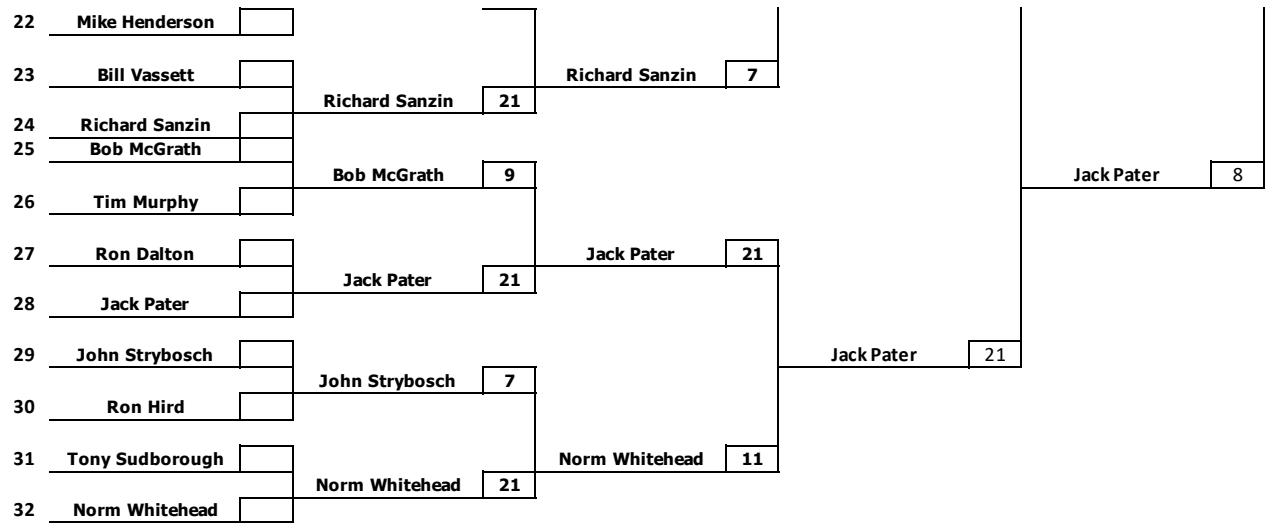 22 Mike Henderson
23 Bill Vassett Richard Sanzin 7
Richard Sanzin 21
24 Richard Sanzin
25 Bob McGrath
Bob McGrath 9 Jack Pater 8
26 Tim Murphy
27 Ron Dalton Jack Pater 21
Jack Pater 21
28 Jack Pater
29 John Strybosch Jack Pater 21
John Strybosch 7
30 Ron Hird
31 Tony Sudborough Norm Whitehead 11
Norm Whitehead 21
32 Norm Whitehead